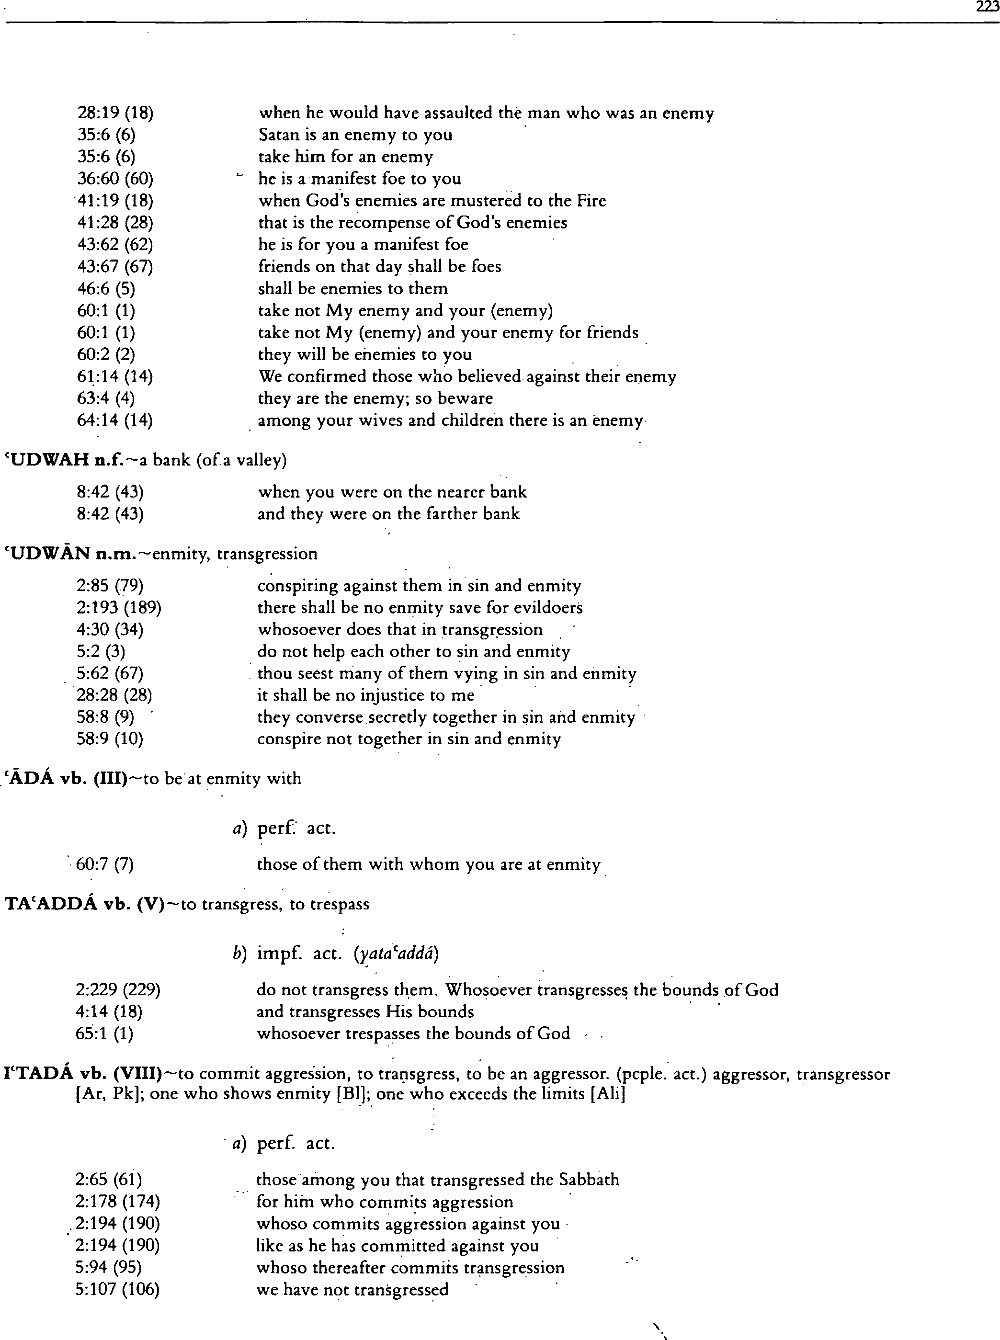 223
28:19 (18) when he would have assaulted the man who was an enemy
35:6 (6) Satan is an enemy to you
35:6 (6) take him for an enemy
36:60 (60) he is a manifest foe to you
41:19 (18) when God's enemies are mustered to the Fire
41:28 (28) that is the recompense of God's enemies
43:62 (62) he is for you a manifest foe
43:67 (67) friends on that day shall be foes
46:6 (5) shall be enemies to them
60:1 (1) take not My enemy and your (enemy)
60:1 (1) take not My (enemy) and your enemy for friends
60:2 (2) they will be enemies to you
61:14 (14) We confirmed those who believed against their enemy
63:4 (4) they are the enemy; so beware
64:14 (14) among your wives and children there is an enemy
ʿUDWAH n.f.~a bank (of a valley)
8:42 (43) when you were on the nearer bank
8:42 (43) and they were on the farther bank
ʿUDWĀN n.m.~enmity, transgression
2:85 (79) conspiring against them in sin and enmity
2:193 (189) there shall be no enmity save for evildoers
4:30 (34) whosoever does that in transgression
5:2 (3) do not help each other to sin and enmity
5:62 (67) thou seest many of them vying in sin and enmity
28:28 (28) it shall be no injustice to me
58:8 (9) they converse secretly together in sin and enmity
58:9 (10) conspire not together in sin and enmity
ʿĀDÁ vb. (III)~to be at enmity with
a) perf. act.
60:7 (7) those of them with whom you are at enmity
TAʿADDÁ vb. (V)~to transgress, to trespass
b) impf. act. (yataʿaddá)
2:229 (229) do not transgress them. Whosoever transgresses the bounds of God
4:14 (18) and transgresses His bounds
65:1 (1) whosoever trespasses the bounds of God
IʿTADÁ vb. (VIII)~to commit aggression, to transgress, to be an aggressor. (pcple. act.) aggressor, transgressor
[Ar, Pk]; one who shows enmity [Bl]; one who exceeds the limits [Ali]
a) perf. act.
2:65 (61) those among you that transgressed the Sabbath
2:178 (174) for him who commits aggression
2:194 (190) whoso commits aggression against you
2:194 (190) like as he has committed against you
5:94 (95) whoso thereafter commits transgression
5:107 (106) we have not transgressed